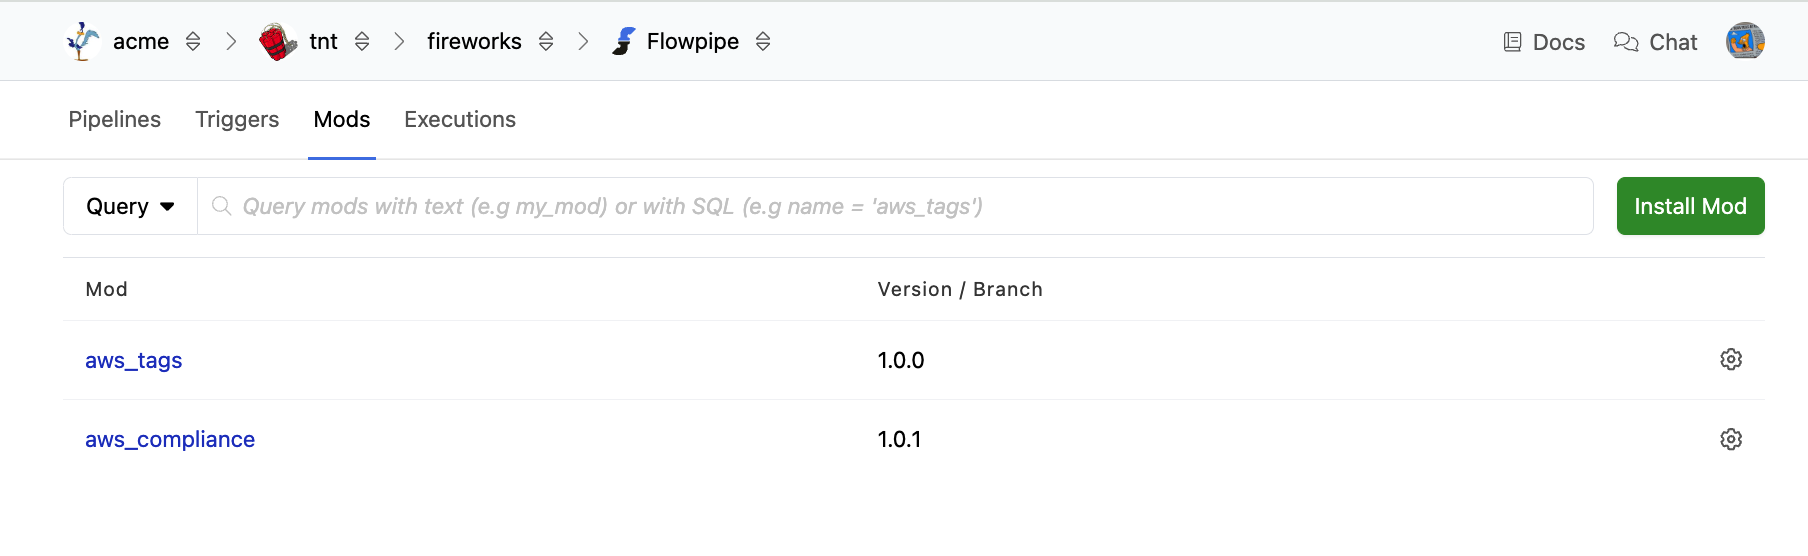 acme tnt fireworks Flowpipe Docs Chat
Pipelines Triggers Mods Executions
Query Query mods with text (e.g my_mod) or with SQL (e.g name = 'aws_tags') Install Mod
Mod Version / Branch
aws_tags 1.0.0
aws_compliance 1.0.1